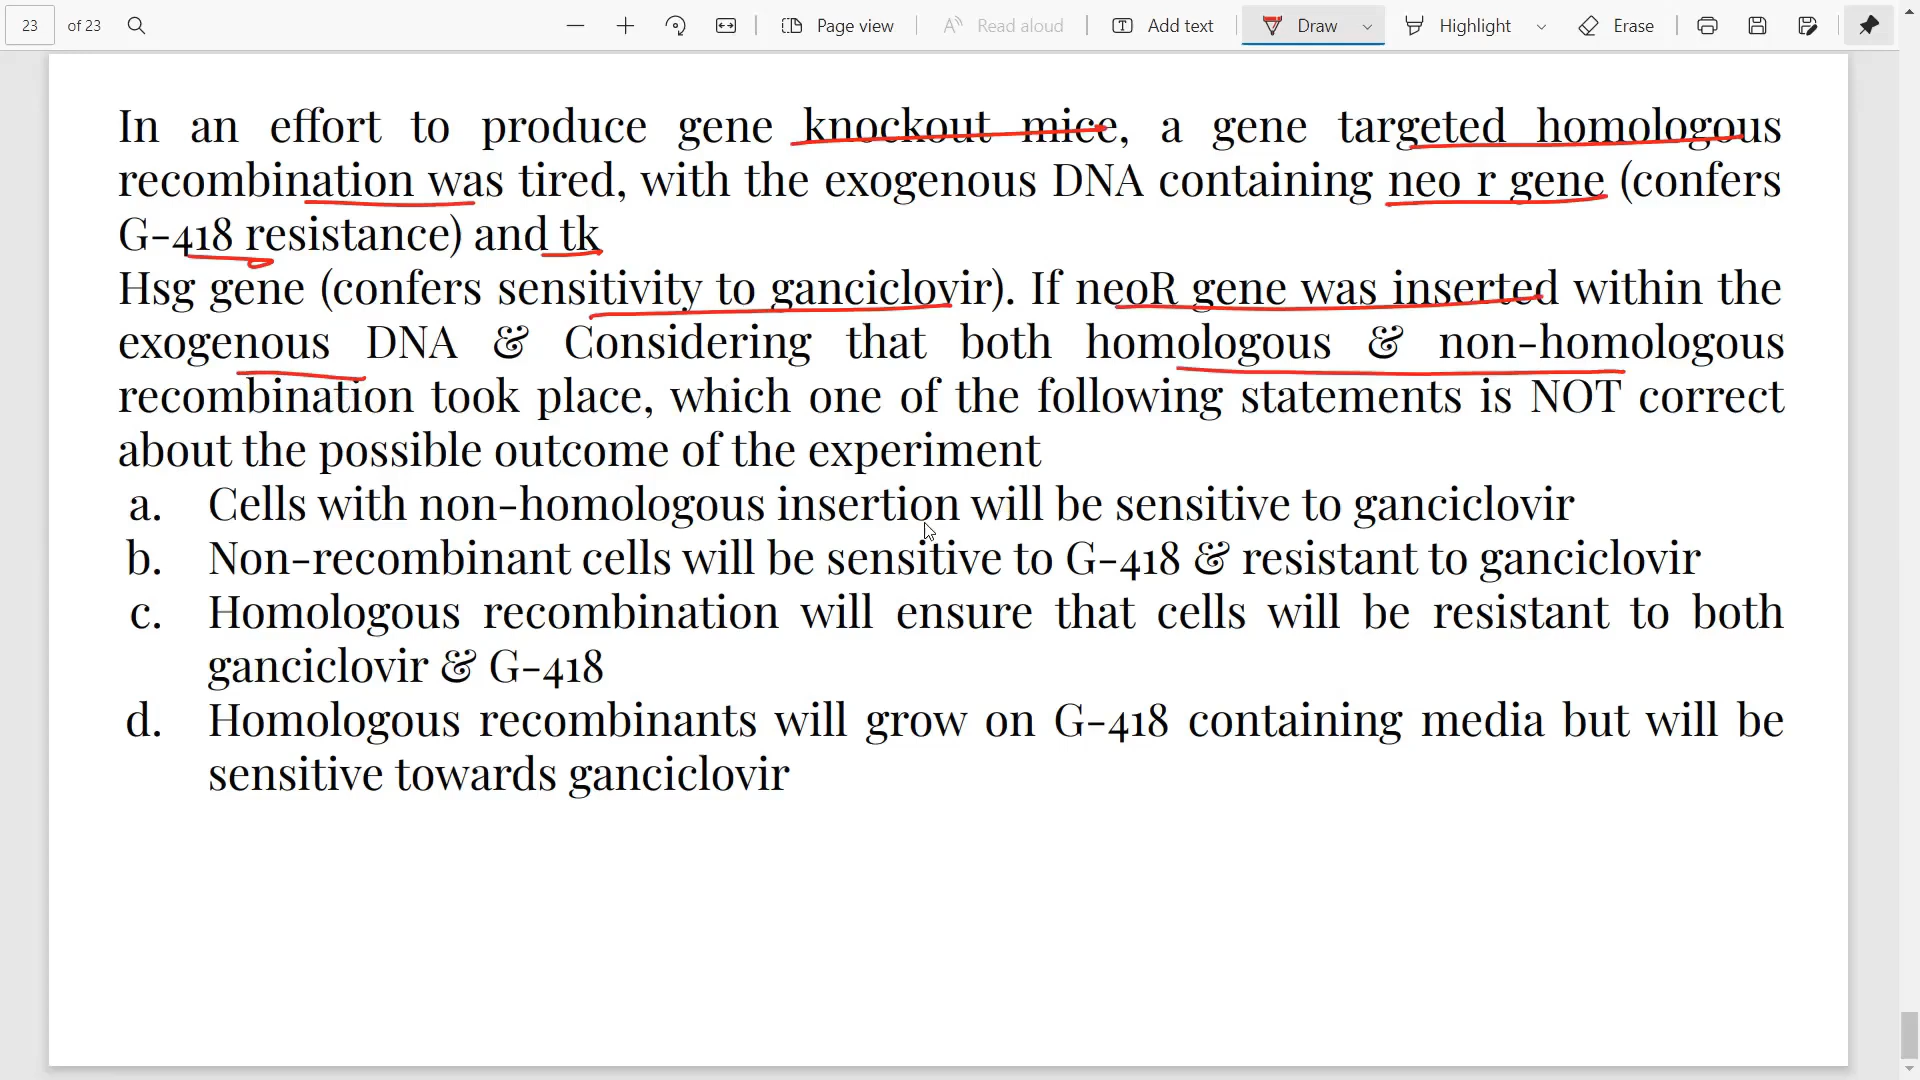 23 of 23 Page view Read aloud Add text Draw Highlight Erase
In an effort to produce gene knockout mice, a gene targeted homologous
recombination was tired, with the exogenous DNA containing neo r gene (confers
G-418 resistance) and tk
Hsg gene (confers sensitivity to ganciclovir). If neoR gene was inserted within the
exogenous DNA & Considering that both homologous & non-homologous
recombination took place, which one of the following statements is NOT correct
about the possible outcome of the experiment
a. Cells with non-homologous insertion will be sensitive to ganciclovir
b. Non-recombinant cells will be sensitive to G-418 & resistant to ganciclovir
c. Homologous recombination will ensure that cells will be resistant to both
ganciclovir & G-418
d. Homologous recombinants will grow on G-418 containing media but will be
sensitive towards ganciclovir